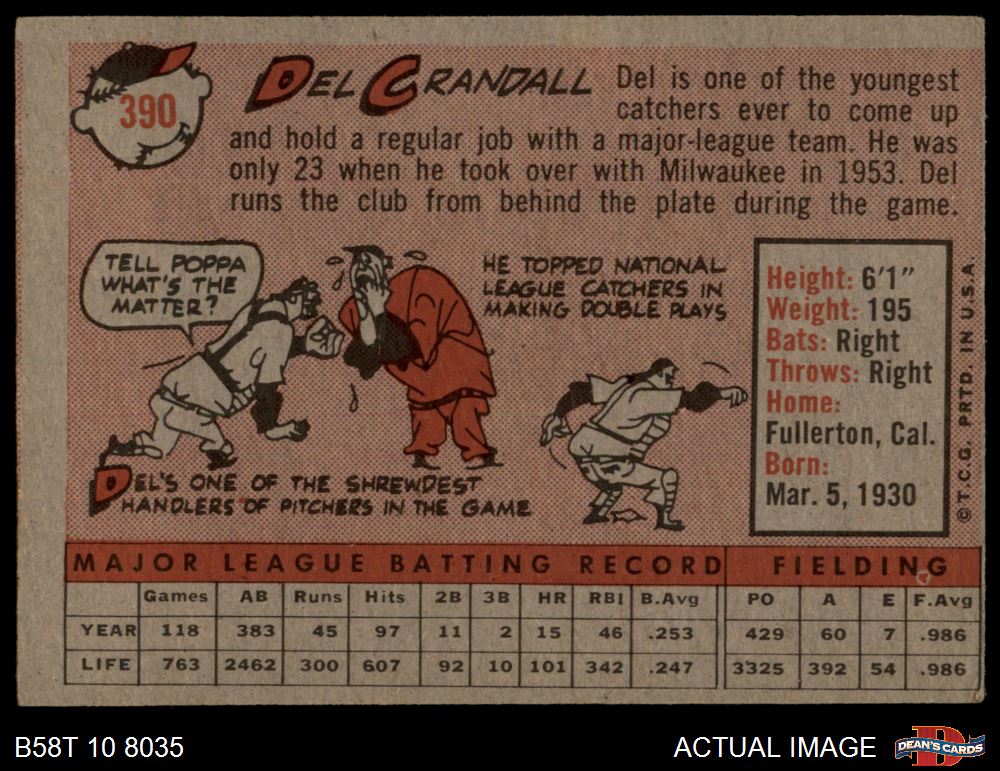 390
DEL CRANDALL
Del is one of the youngest
catchers ever to come up
and hold a regular job with a major-league team. He was
only 23 when he took over with Milwaukee in 1953. Del
runs the club from behind the plate during the game.
TELL POPPA
WHAT'S THE
MATTER?
HE TOPPED NATIONAL
LEAGUE CATCHERS IN
MAKING DOUBLE PLAYS
DEL'S ONE OF THE SHREWDEST
HANDLERS OF PITCHERS IN THE GAME
Height: 6'1"
Weight: 195
Bats: Right
Throws: Right
Home:
Fullerton, Cal.
Born:
Mar. 5, 1930
© T.C.G. PRTD. IN U.S.A.
MAJOR LEAGUE BATTING RECORD FIELDING
Games AB Runs Hits 2B 3B HR RBI B.Avg PO A E F.Avg
YEAR 118 383 45 97 11 2 15 46 .253 429 60 7 .986
LIFE 763 2462 300 607 92 10 101 342 .247 3325 392 54 .986
B58T 10 8035
ACTUAL IMAGE
DEAN'S CARDS